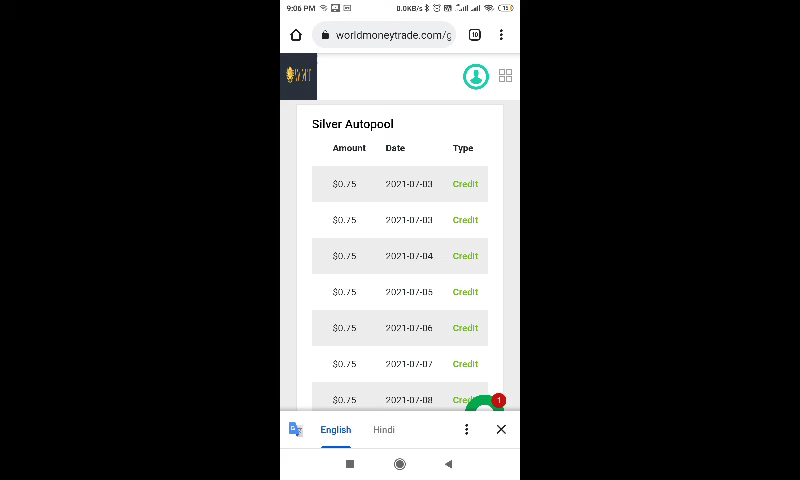 9:06 PM 0.0KB/s 15
worldmoneytrade.com/g 10
WMT
Silver Autopool
Amount Date Type
$0.75 2021-07-03 Credit
$0.75 2021-07-03 Credit
$0.75 2021-07-04 Credit
$0.75 2021-07-05 Credit
$0.75 2021-07-06 Credit
$0.75 2021-07-07 Credit
$0.75 2021-07-08 Credit
1
English Hindi